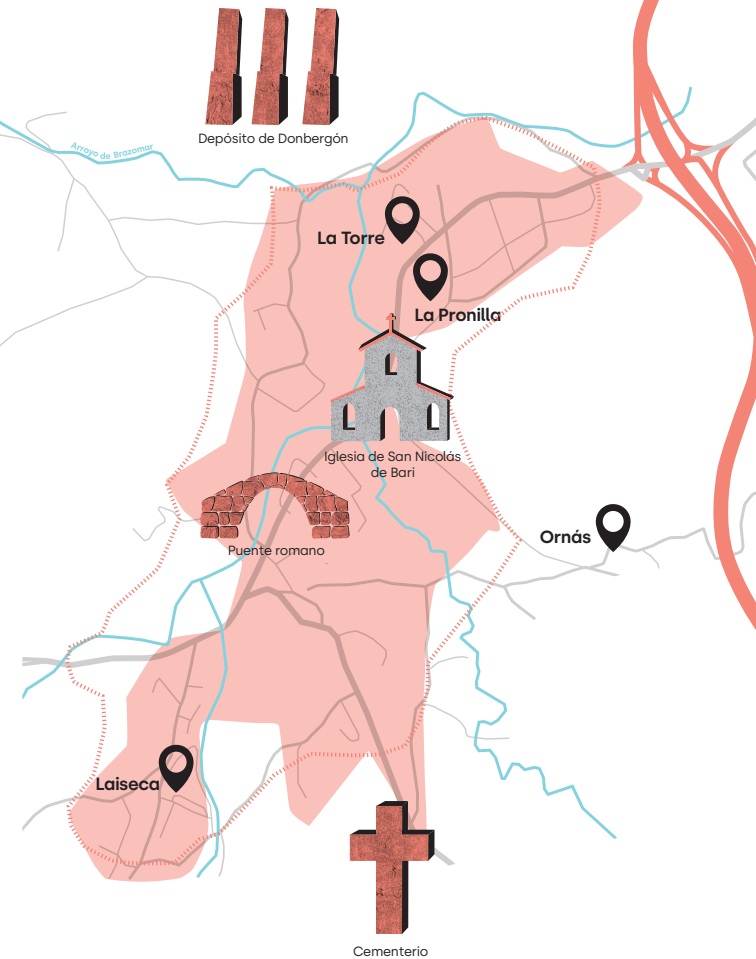 Depósito de Donbergón
Arroyo de Brazomar
La Torre
La Pronilla
Iglesia de San Nicolás
de Bari
Ornás
Puente romano
Laiseca
Cementerio